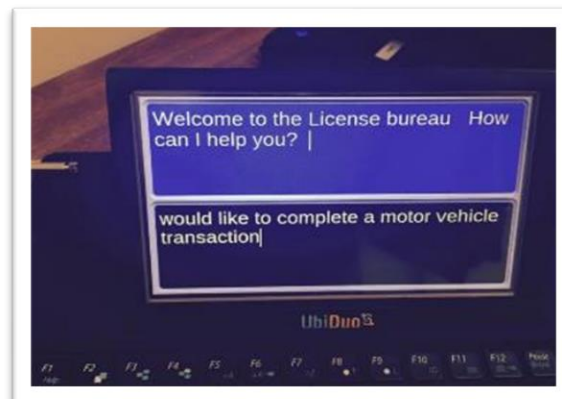 Welcome to the License bureau How
can I help you?
would like to complete a motor vehicle
transaction
UbiDuo
F1 F2 F3 F4 F5 F6 F7 F8 F9 F10 F11 F12